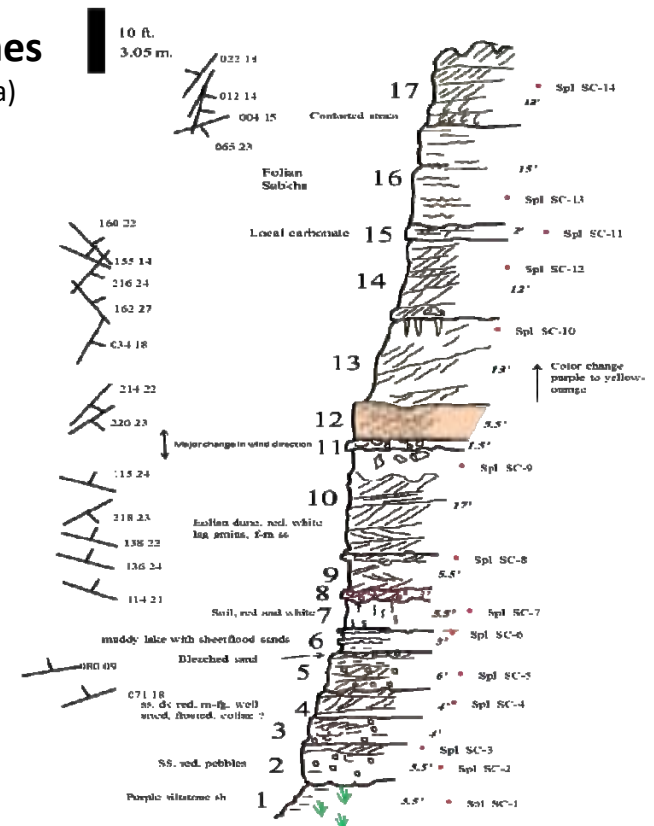 nes
a)
10 ft.
3.05 m.
022 14
012 14
004 15
065 23
17
12'
Spl SC-14
Contorted strata
15'
16
Eolian
Sabkha
Spl SC-13
Local carbonate
15
2'
Spl SC-11
160 22
155 14
216 24
162 27
034 18
14
Spl SC-12
12'
Spl SC-10
13
13'
Color change
purple to yellow-
orange
214 22
220 23
12
5.5'
Major change in wind direction
11
1.5'
Spl SC-9
115 24
10
17'
218 23
Eolian dune, red, white
lag grains, f-m ss
138 22
136 24
Spl SC-8
9
5.5'
114 21
8
2'
Soil, red and white
7
5.5'
Spl SC-7
muddy lake with sheetflood sands
6
3'
Spl SC-6
Bleached sand
080 09
5
6'
Spl SC-5
071 18
ss, dk red, m-fg, well
sored, frosted, eolian ?
4
4'
Spl SC-4
3
4'
Spl SC-3
SS, red, pebbles
2
5.5'
Spl SC-2
Purple siltstone sh
1
5.5'
Spl SC-1